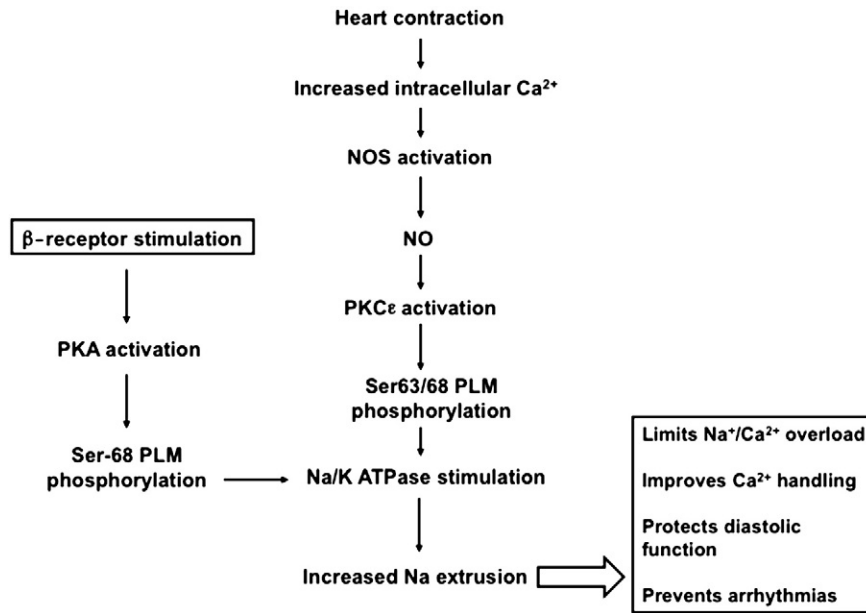 Heart contraction
Increased intracellular Ca²⁺
NOS activation
β-receptor stimulation
NO
PKCε activation
PKA activation
Ser63/68 PLM
phosphorylation
Ser-68 PLM
phosphorylation
Na/K ATPase stimulation
Increased Na extrusion
Limits Na⁺/Ca²⁺ overload
Improves Ca²⁺ handling
Protects diastolic
function
Prevents arrhythmias